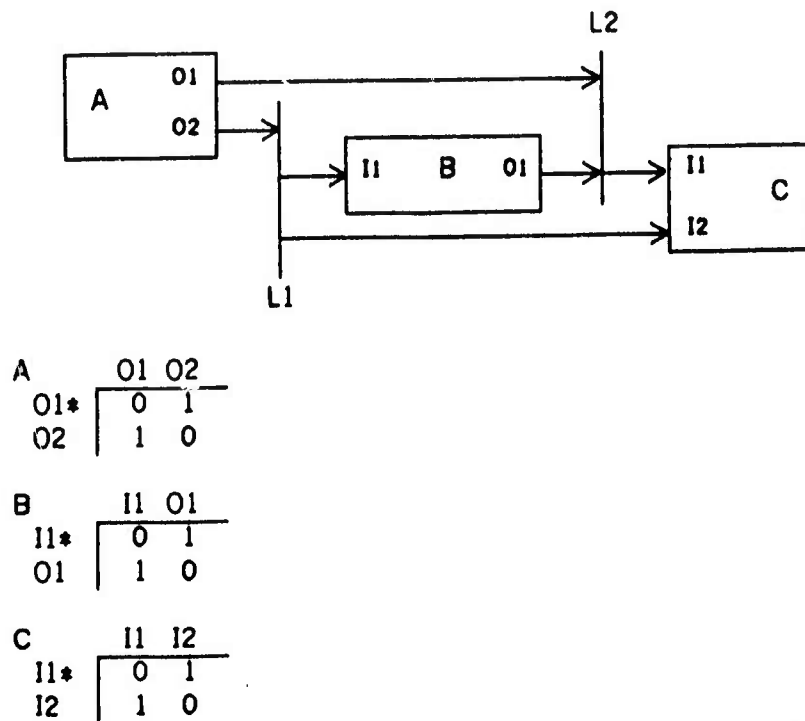 L2
A O1
O2
I1 B O1
I1
C
I2
L1
A O1 O2
O1* 0 1
O2 1 0
B I1 O1
I1* 0 1
O1 1 0
C I1 I2
I1* 0 1
I2 1 0